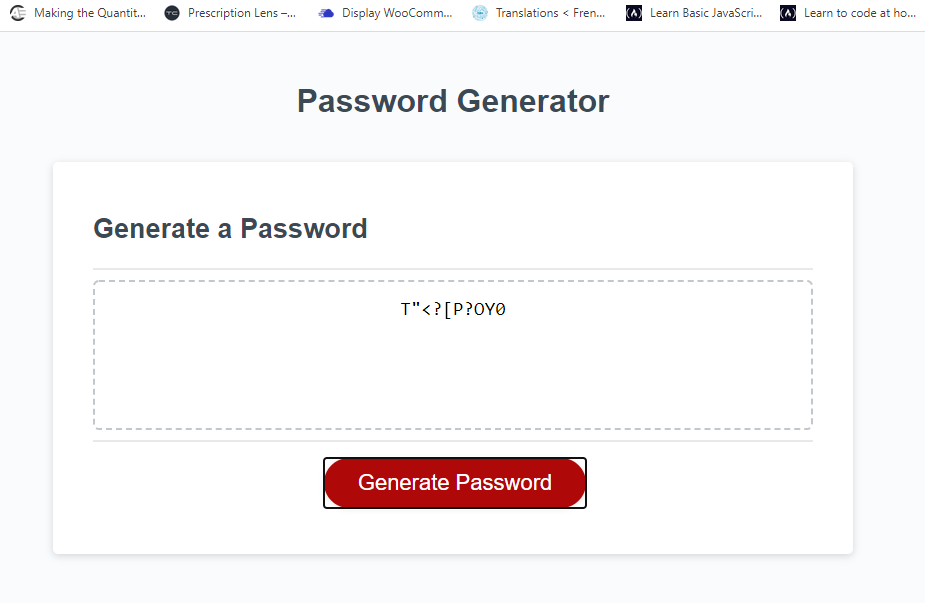 Making the Quantit... Prescription Lens –... Display WooComm... Translations < Fren... Learn Basic JavaScri... Learn to code at ho...
Password Generator
Generate a Password
T"<?[P?OY0
Generate Password